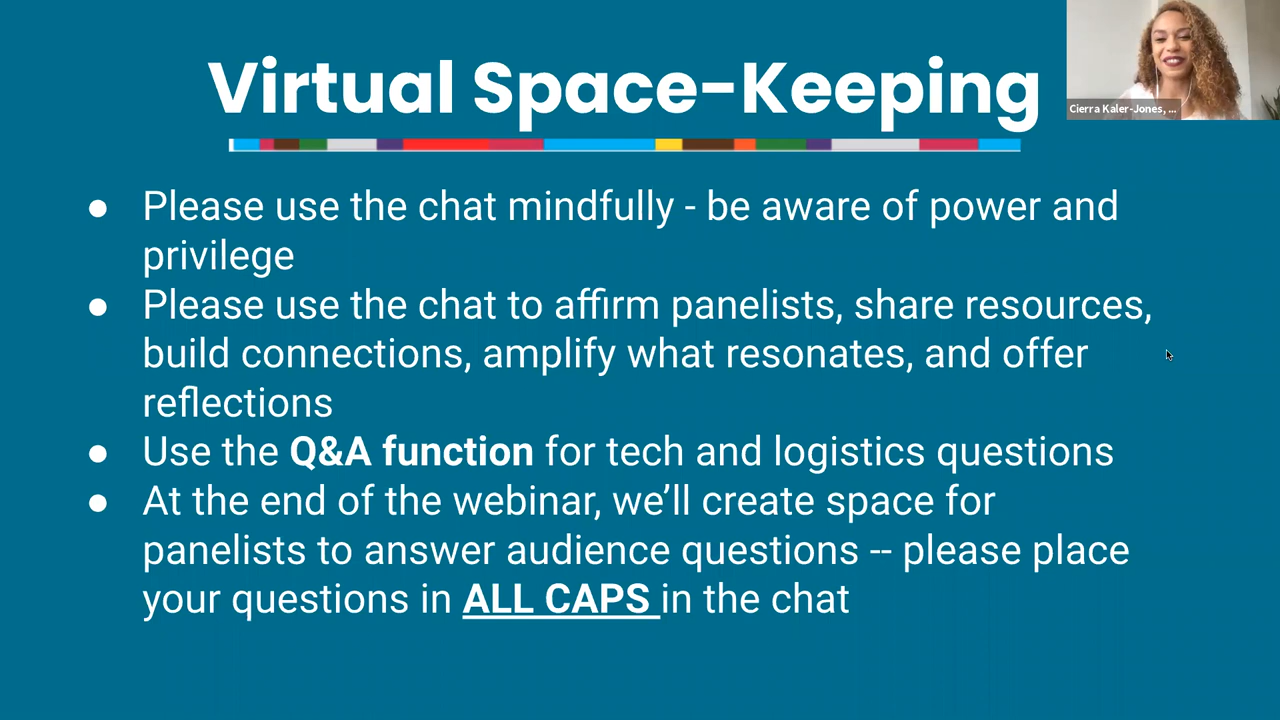 Virtual Space-Keeping
Cierra Kaler-Jones, ...
● Please use the chat mindfully - be aware of power and
privilege
● Please use the chat to affirm panelists, share resources,
build connections, amplify what resonates, and offer
reflections
● Use the Q&A function for tech and logistics questions
● At the end of the webinar, we’ll create space for
panelists to answer audience questions -- please place
your questions in ALL CAPS in the chat